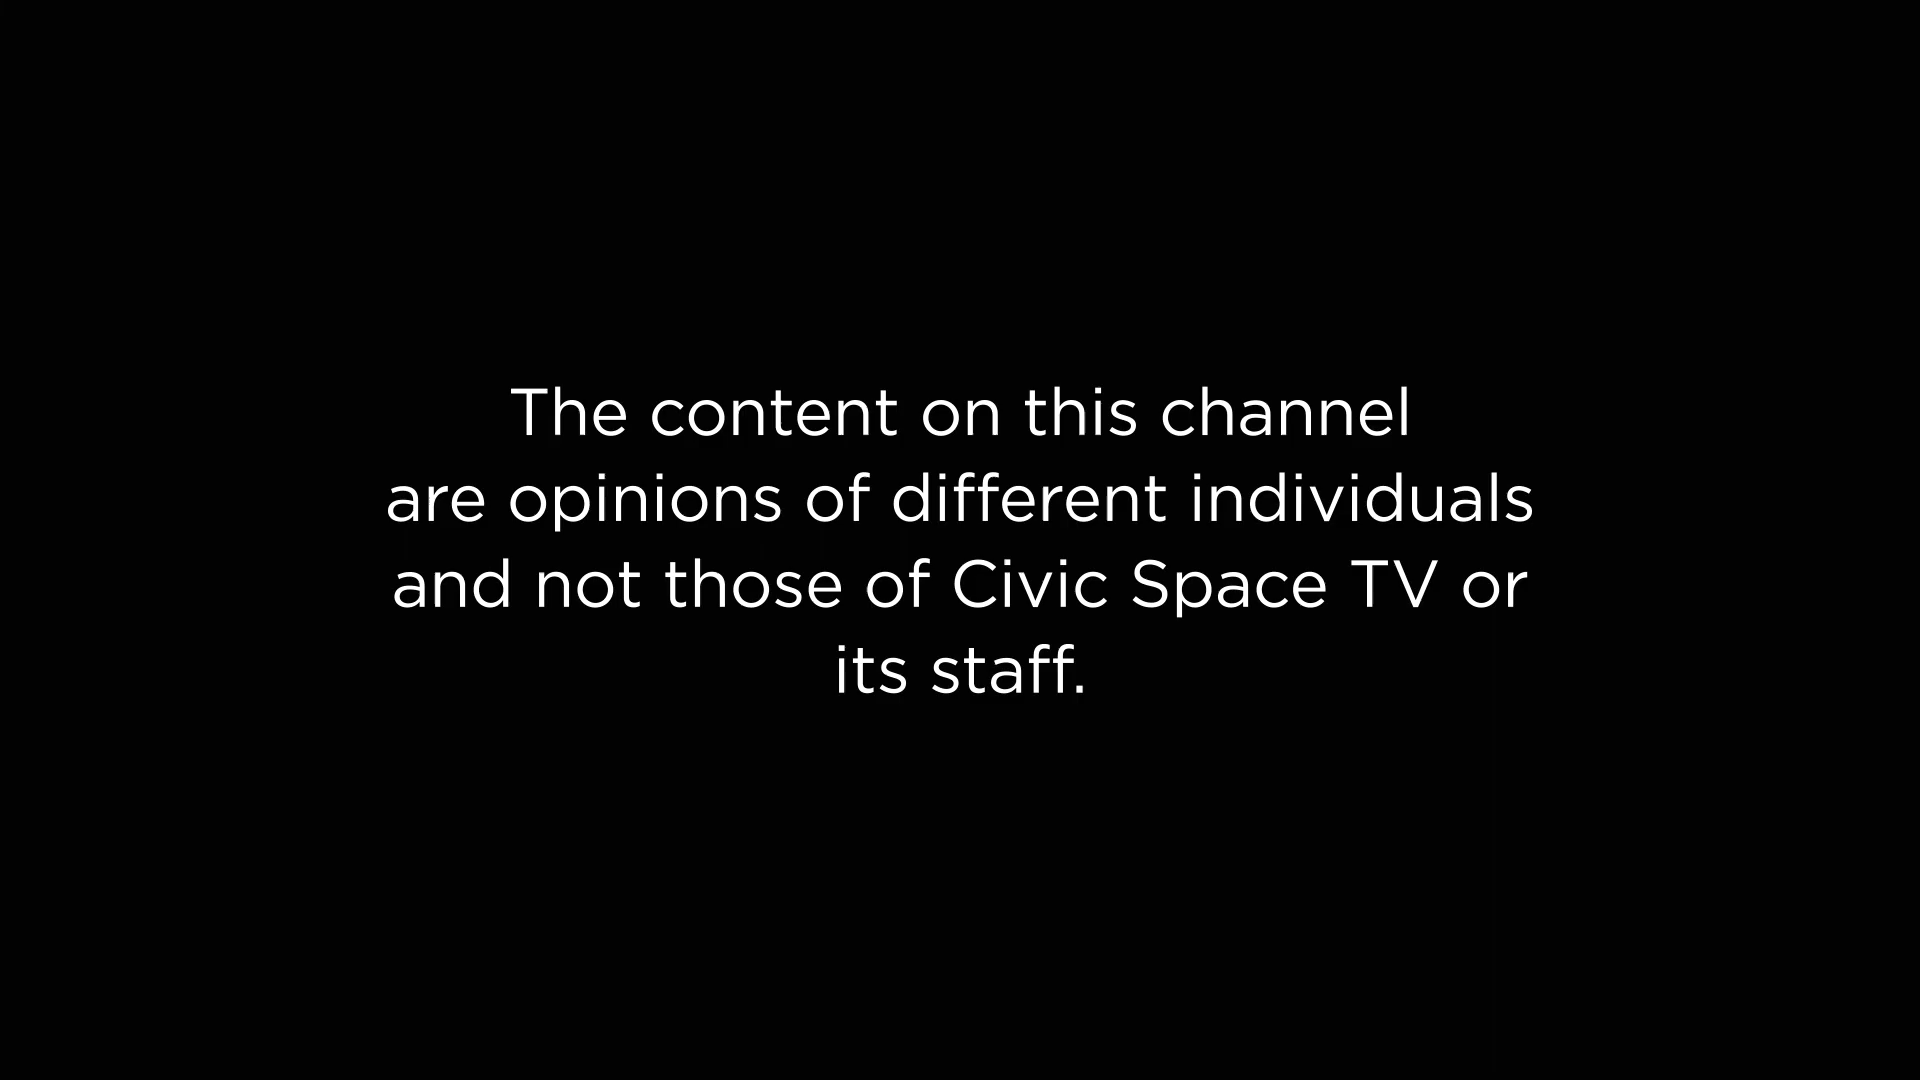 The content on this channel
are opinions of different individuals
and not those of Civic Space TV or
its staff.